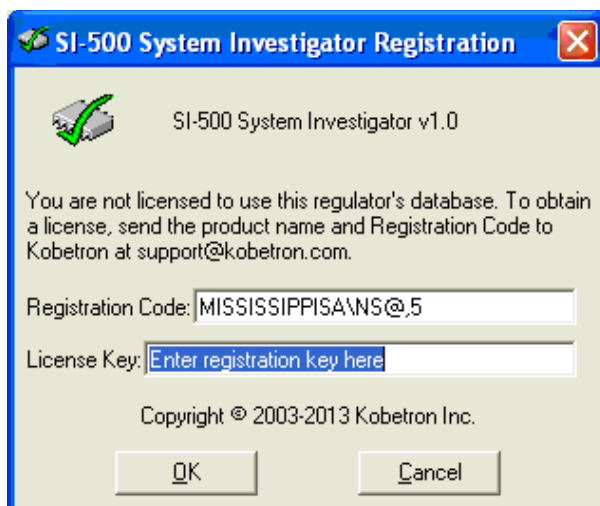 SI-500 System Investigator Registration
SI-500 System Investigator v1.0
You are not licensed to use this regulator's database. To obtain
a license, send the product name and Registration Code to
Kobetron at support@kobetron.com.
Registration Code: MISSISSIPPISA\NS@,5
License Key: Enter registration key here
Copyright © 2003-2013 Kobetron Inc.
OK Cancel